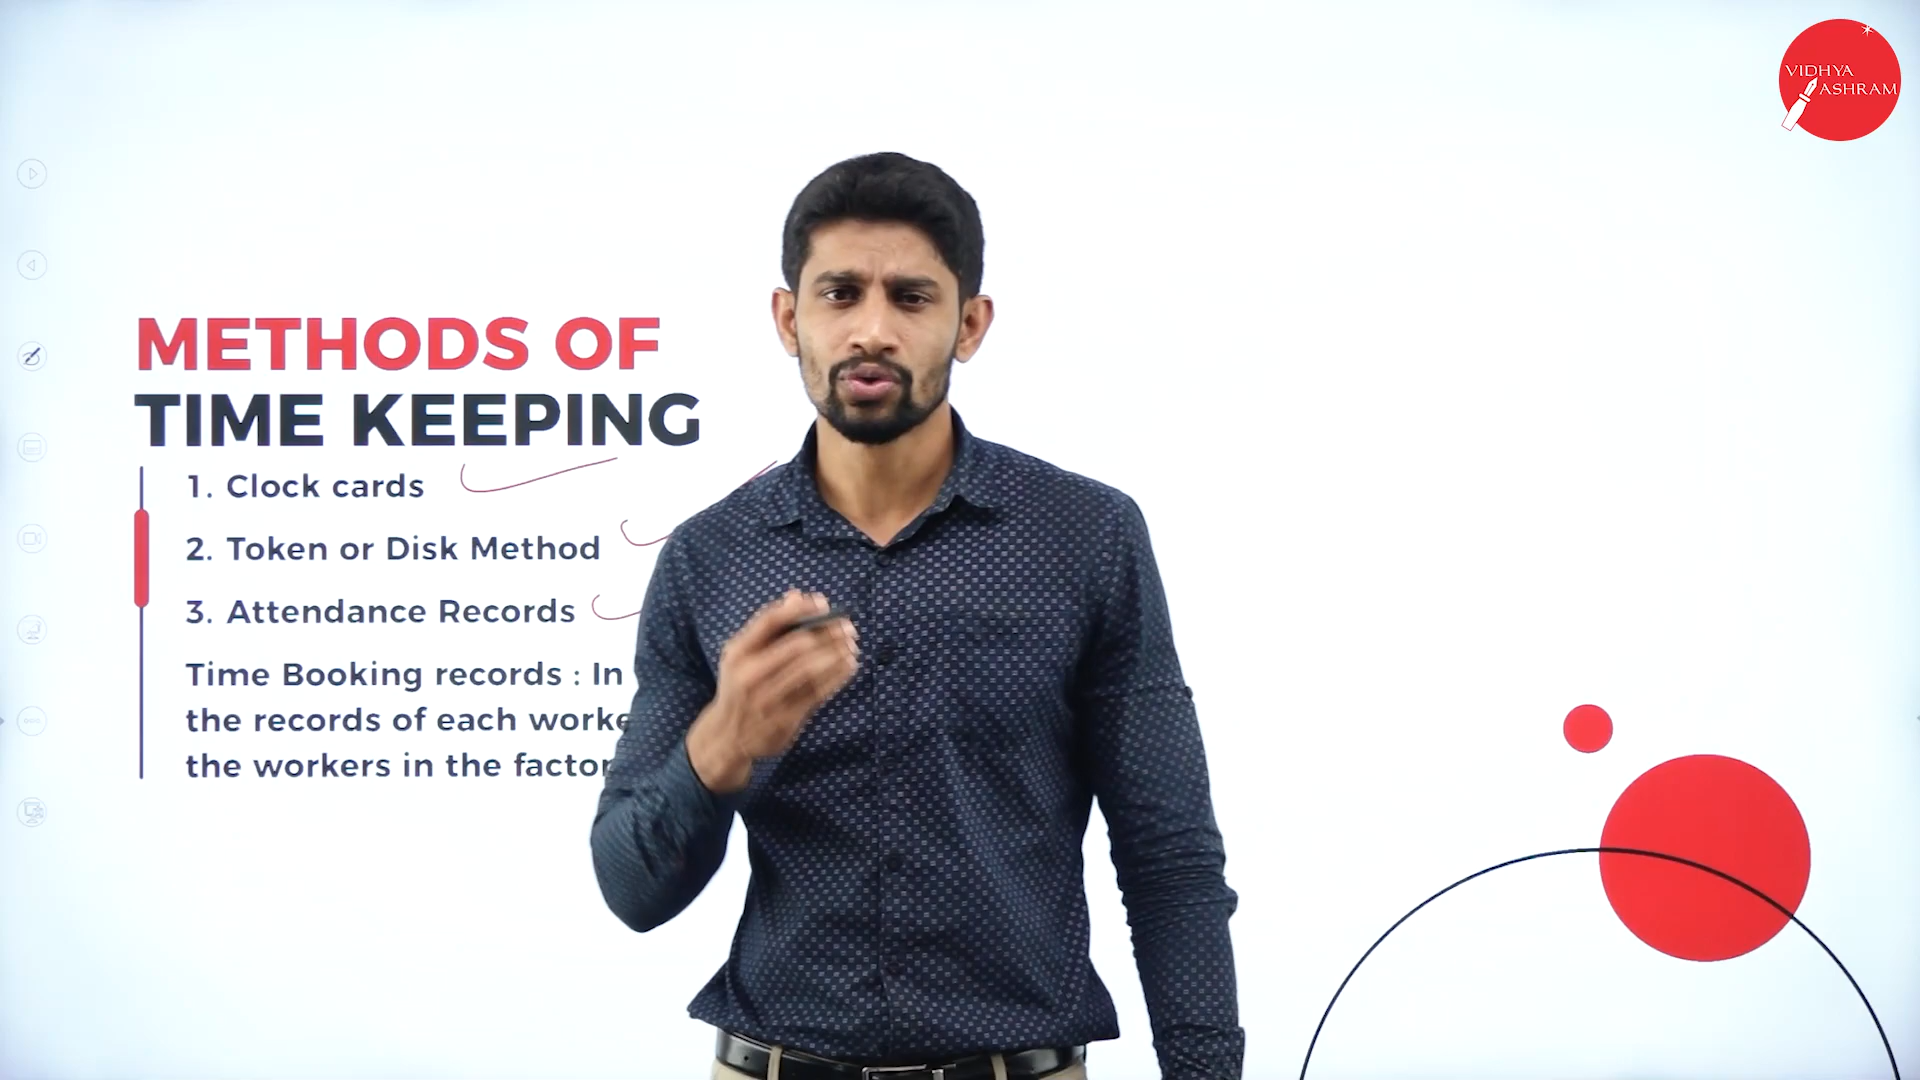 VIDHYA
ASHRAM
METHODS OF
TIME KEEPING
1. Clock cards
2. Token or Disk Method
3. Attendance Records
Time Booking records : In
the records of each worke
the workers in the factor